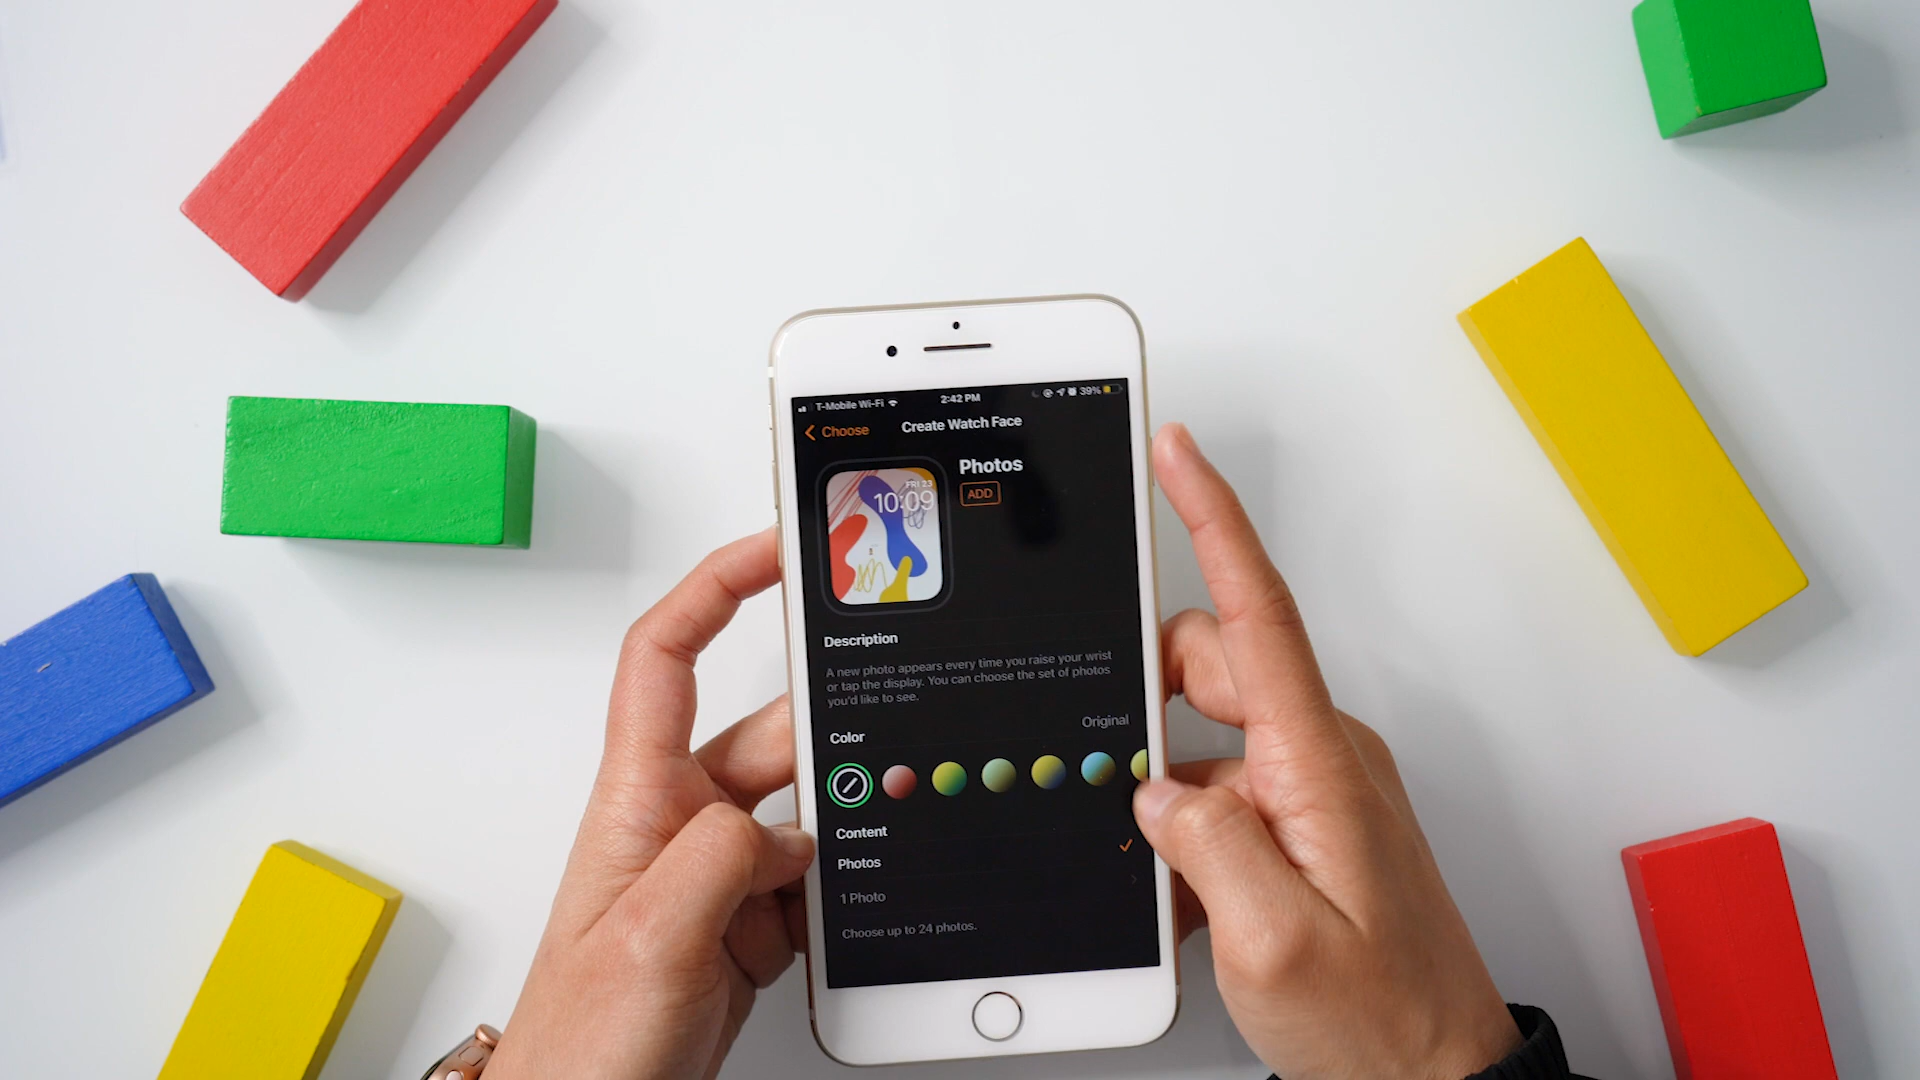 T-Mobile Wi-Fi
2:42 PM
39%
Choose
Create Watch Face
Photos
ADD
FRI 23
10:09
Description
A new photo appears every time you raise your wrist
or tap the display. You can choose the set of photos
you'd like to see.
Color
Original
Content
Photos
1 Photo
Choose up to 24 photos.